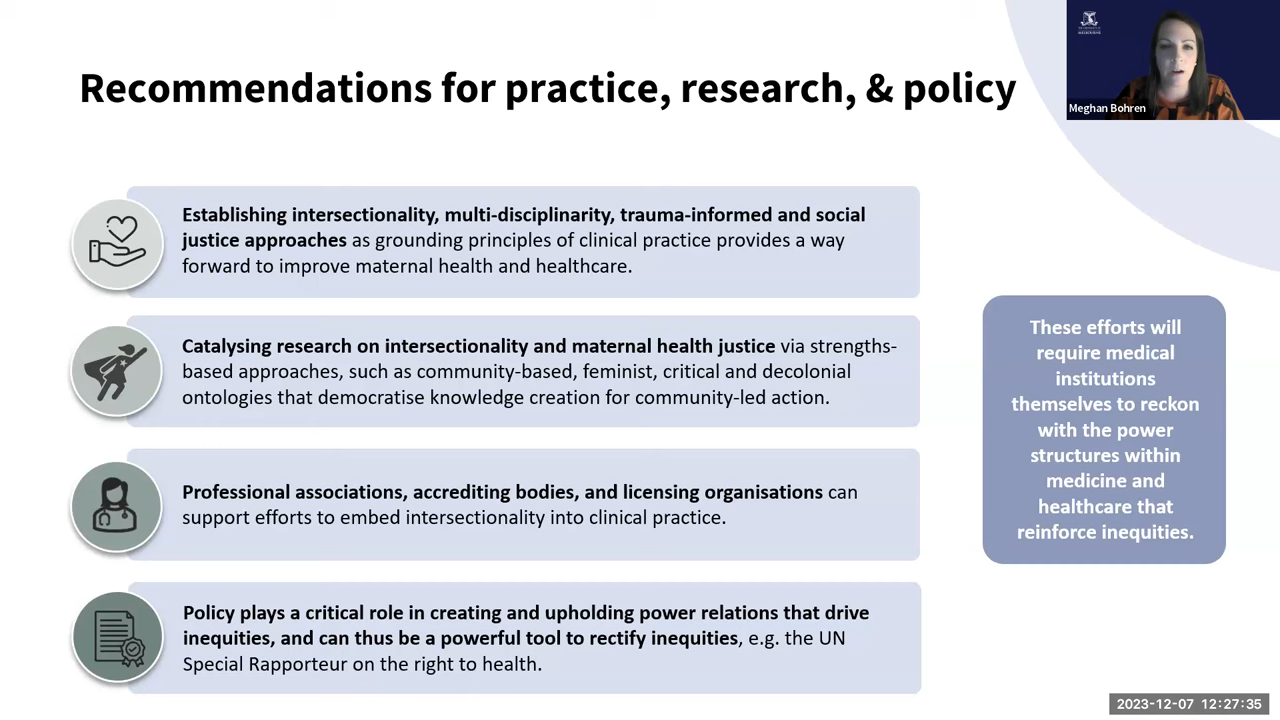 Recommendations for practice, research, & policy
MELBOURNE
Meghan Bohren
Establishing intersectionality, multi-disciplinarity, trauma-informed and social
justice approaches as grounding principles of clinical practice provides a way
forward to improve maternal health and healthcare.
Catalysing research on intersectionality and maternal health justice via strengths-
based approaches, such as community-based, feminist, critical and decolonial
ontologies that democratise knowledge creation for community-led action.
Professional associations, accrediting bodies, and licensing organisations can
support efforts to embed intersectionality into clinical practice.
Policy plays a critical role in creating and upholding power relations that drive
inequities, and can thus be a powerful tool to rectify inequities, e.g. the UN
Special Rapporteur on the right to health.
These efforts will
require medical
institutions
themselves to reckon
with the power
structures within
medicine and
healthcare that
reinforce inequities.
2023-12-07 12:27:35